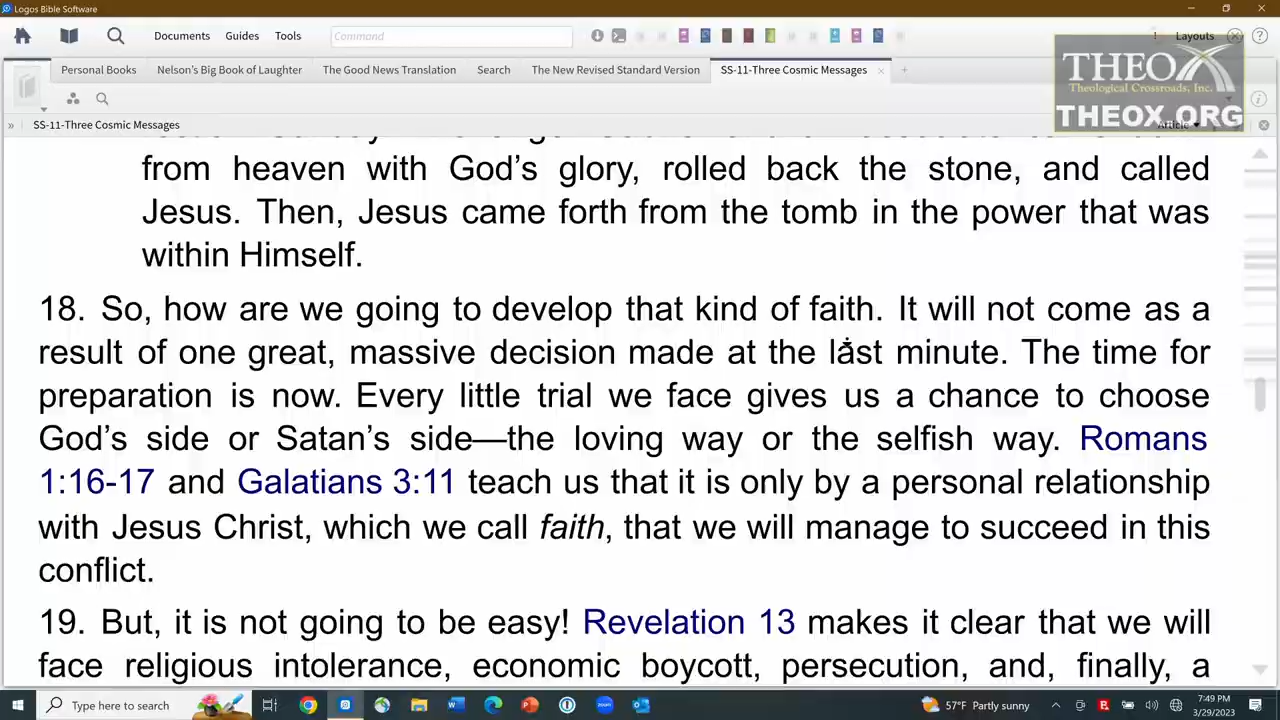 Logos Bible Software
Documents Guides Tools Command Layouts
THEOX
Theological Crossroads, Inc.
THEOX.ORG
Personal Books Nelson's Big Book of Laughter The Good News Translation Search The New Revised Standard Version SS-11-Three Cosmic Messages
SS-11-Three Cosmic Messages Article
from heaven with God's glory, rolled back the stone, and called
Jesus. Then, Jesus came forth from the tomb in the power that was
within Himself.
18. So, how are we going to develop that kind of faith. It will not come as a
result of one great, massive decision made at the last minute. The time for
preparation is now. Every little trial we face gives us a chance to choose
God's side or Satan's side—the loving way or the selfish way. Romans
1:16-17 and Galatians 3:11 teach us that it is only by a personal relationship
with Jesus Christ, which we call faith, that we will manage to succeed in this
conflict.
19. But, it is not going to be easy! Revelation 13 makes it clear that we will
face religious intolerance, economic boycott, persecution, and, finally, a
Type here to search 57°F Partly sunny 7:49 PM
3/29/2023